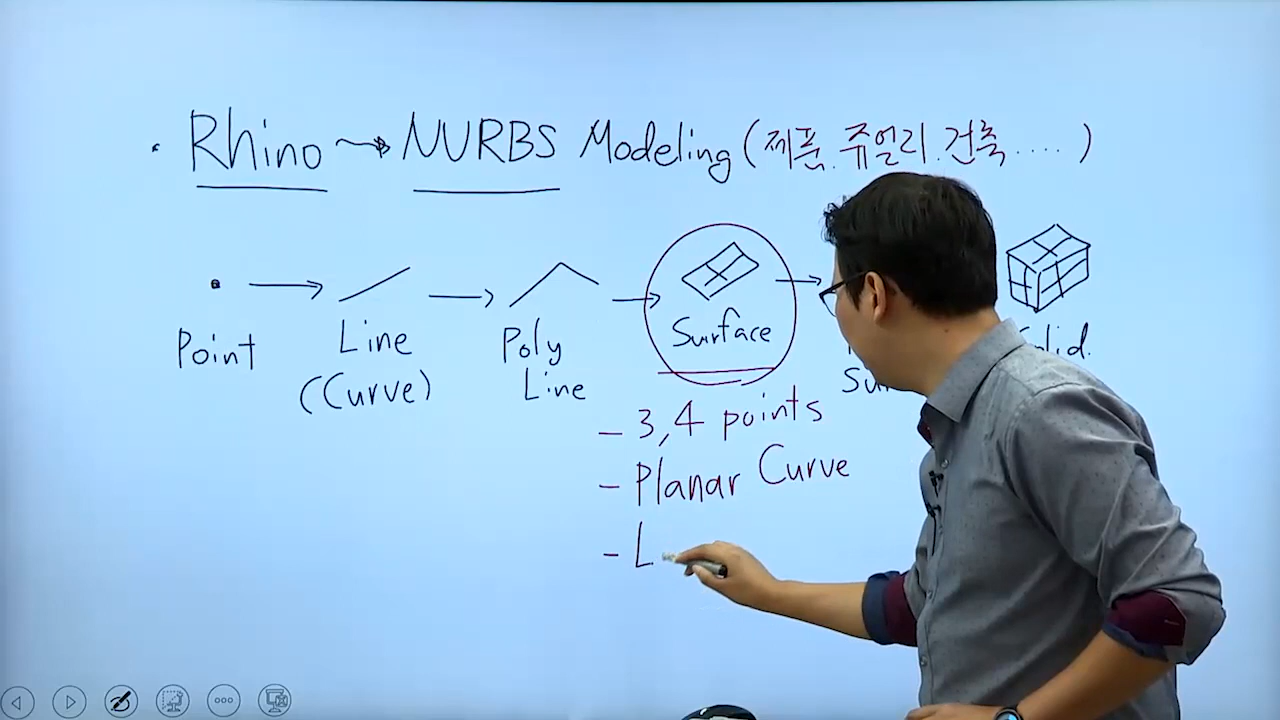 Rhino → NURBS Modeling (제품. 쥬얼리. 건축 .... )
Point
Line
(Curve)
Poly
Line
Surface
- 3,4 points
- Planar Curve
- L